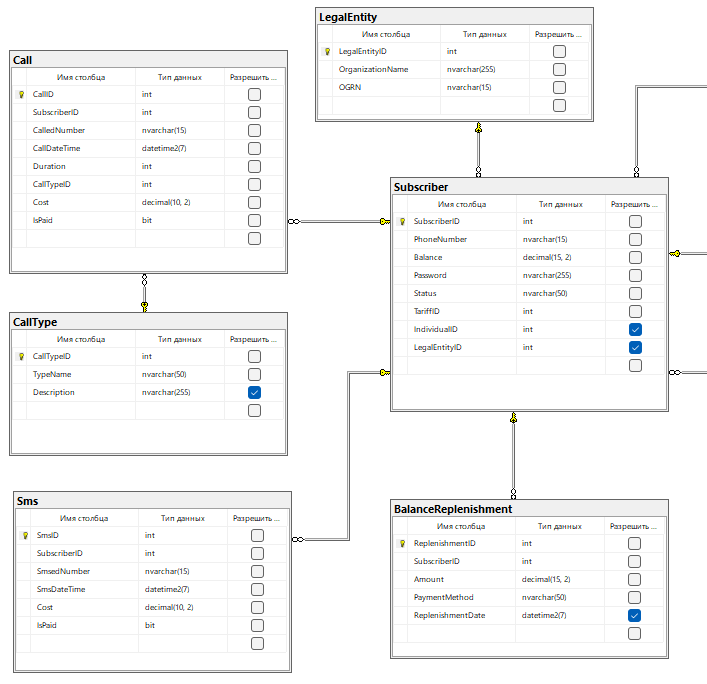 LegalEntity
Имя столбца Тип данных Разрешить ...
LegalEntityID int
OrganizationName nvarchar(255)
OGRN nvarchar(15)
Call
Имя столбца Тип данных Разрешить ...
CallID int
SubscriberID int
CalledNumber nvarchar(15)
CallDateTime datetime2(7)
Duration int
CallTypeID int
Cost decimal(10, 2)
IsPaid bit
Subscriber
Имя столбца Тип данных Разрешить ...
SubscriberID int
PhoneNumber nvarchar(15)
Balance decimal(15, 2)
Password nvarchar(255)
Status nvarchar(50)
TariffID int
IndividualID int
LegalEntityID int
CallType
Имя столбца Тип данных Разрешить ...
CallTypeID int
TypeName nvarchar(50)
Description nvarchar(255)
Sms
Имя столбца Тип данных Разрешить ...
SmsID int
SubscriberID int
SmsedNumber nvarchar(15)
SmsDateTime datetime2(7)
Cost decimal(10, 2)
IsPaid bit
BalanceReplenishment
Имя столбца Тип данных Разрешить ...
ReplenishmentID int
SubscriberID int
Amount decimal(15, 2)
PaymentMethod nvarchar(50)
ReplenishmentDate datetime2(7)